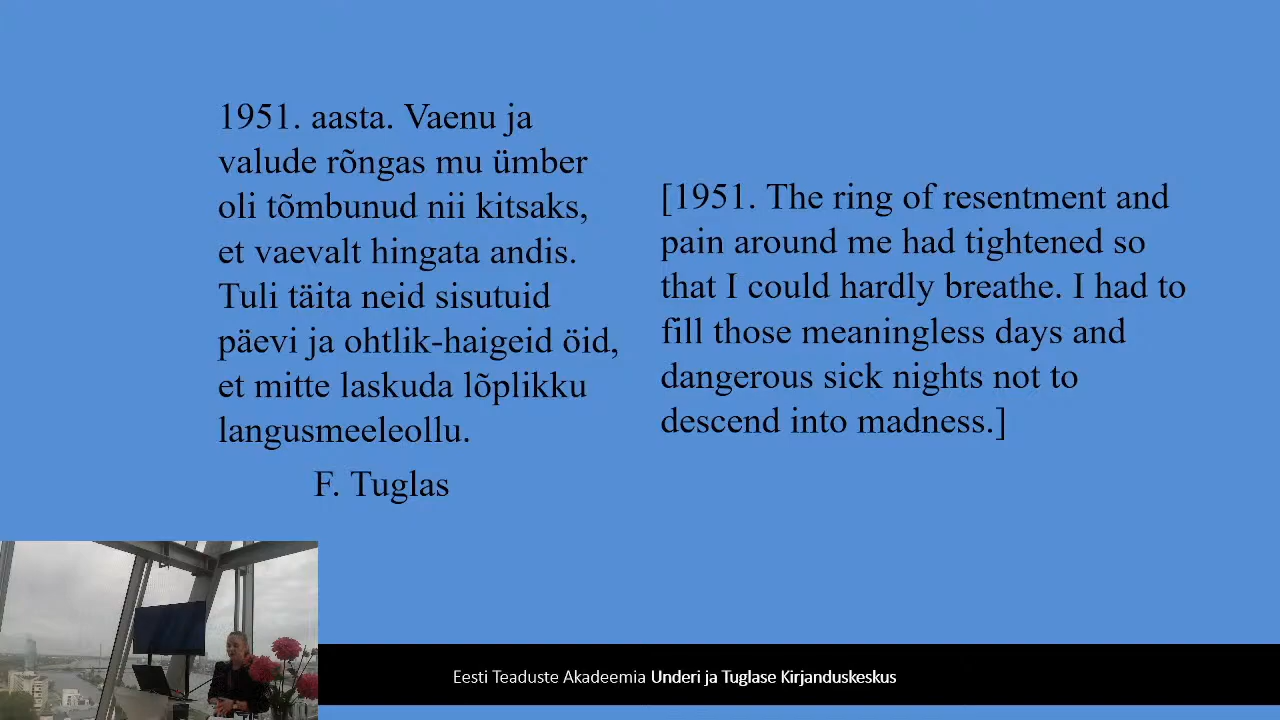 1951. aasta. Vaenu ja
valude rõngas mu ümber
oli tõmbunud nii kitsaks,
et vaevalt hingata andis.
Tuli täita neid sisutuid
päevi ja ohtlik-haigeid öid,
et mitte laskuda lõplikku
langusmeeleollu.
F. Tuglas
[1951. The ring of resentment and
pain around me had tightened so
that I could hardly breathe. I had to
fill those meaningless days and
dangerous sick nights not to
descend into madness.]
Eesti Teaduste Akadeemia Underi ja Tuglase Kirjanduskeskus